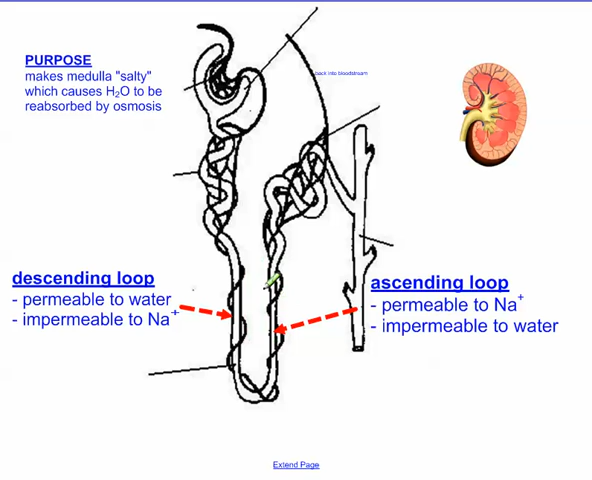 PURPOSE
makes medulla "salty"
which causes H₂O to be
reabsorbed by osmosis
back into bloodstream
descending loop
- permeable to water
- impermeable to Na⁺
ascending loop
- permeable to Na⁺
- impermeable to water
Extend Page